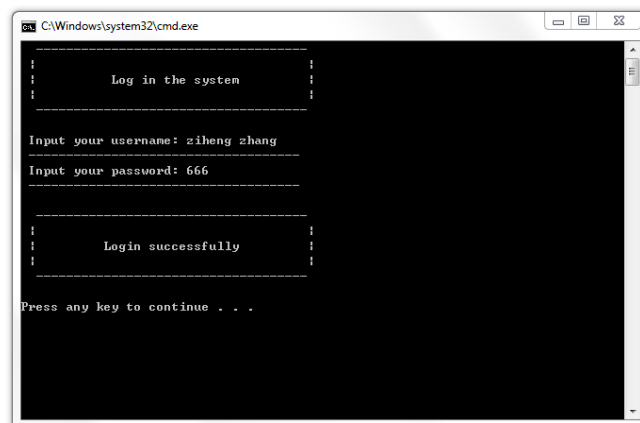 C:\Windows\system32\cmd.exe
Log in the system
Input your username: ziheng zhang
Input your password: 666
Login successfully
Press any key to continue . . .